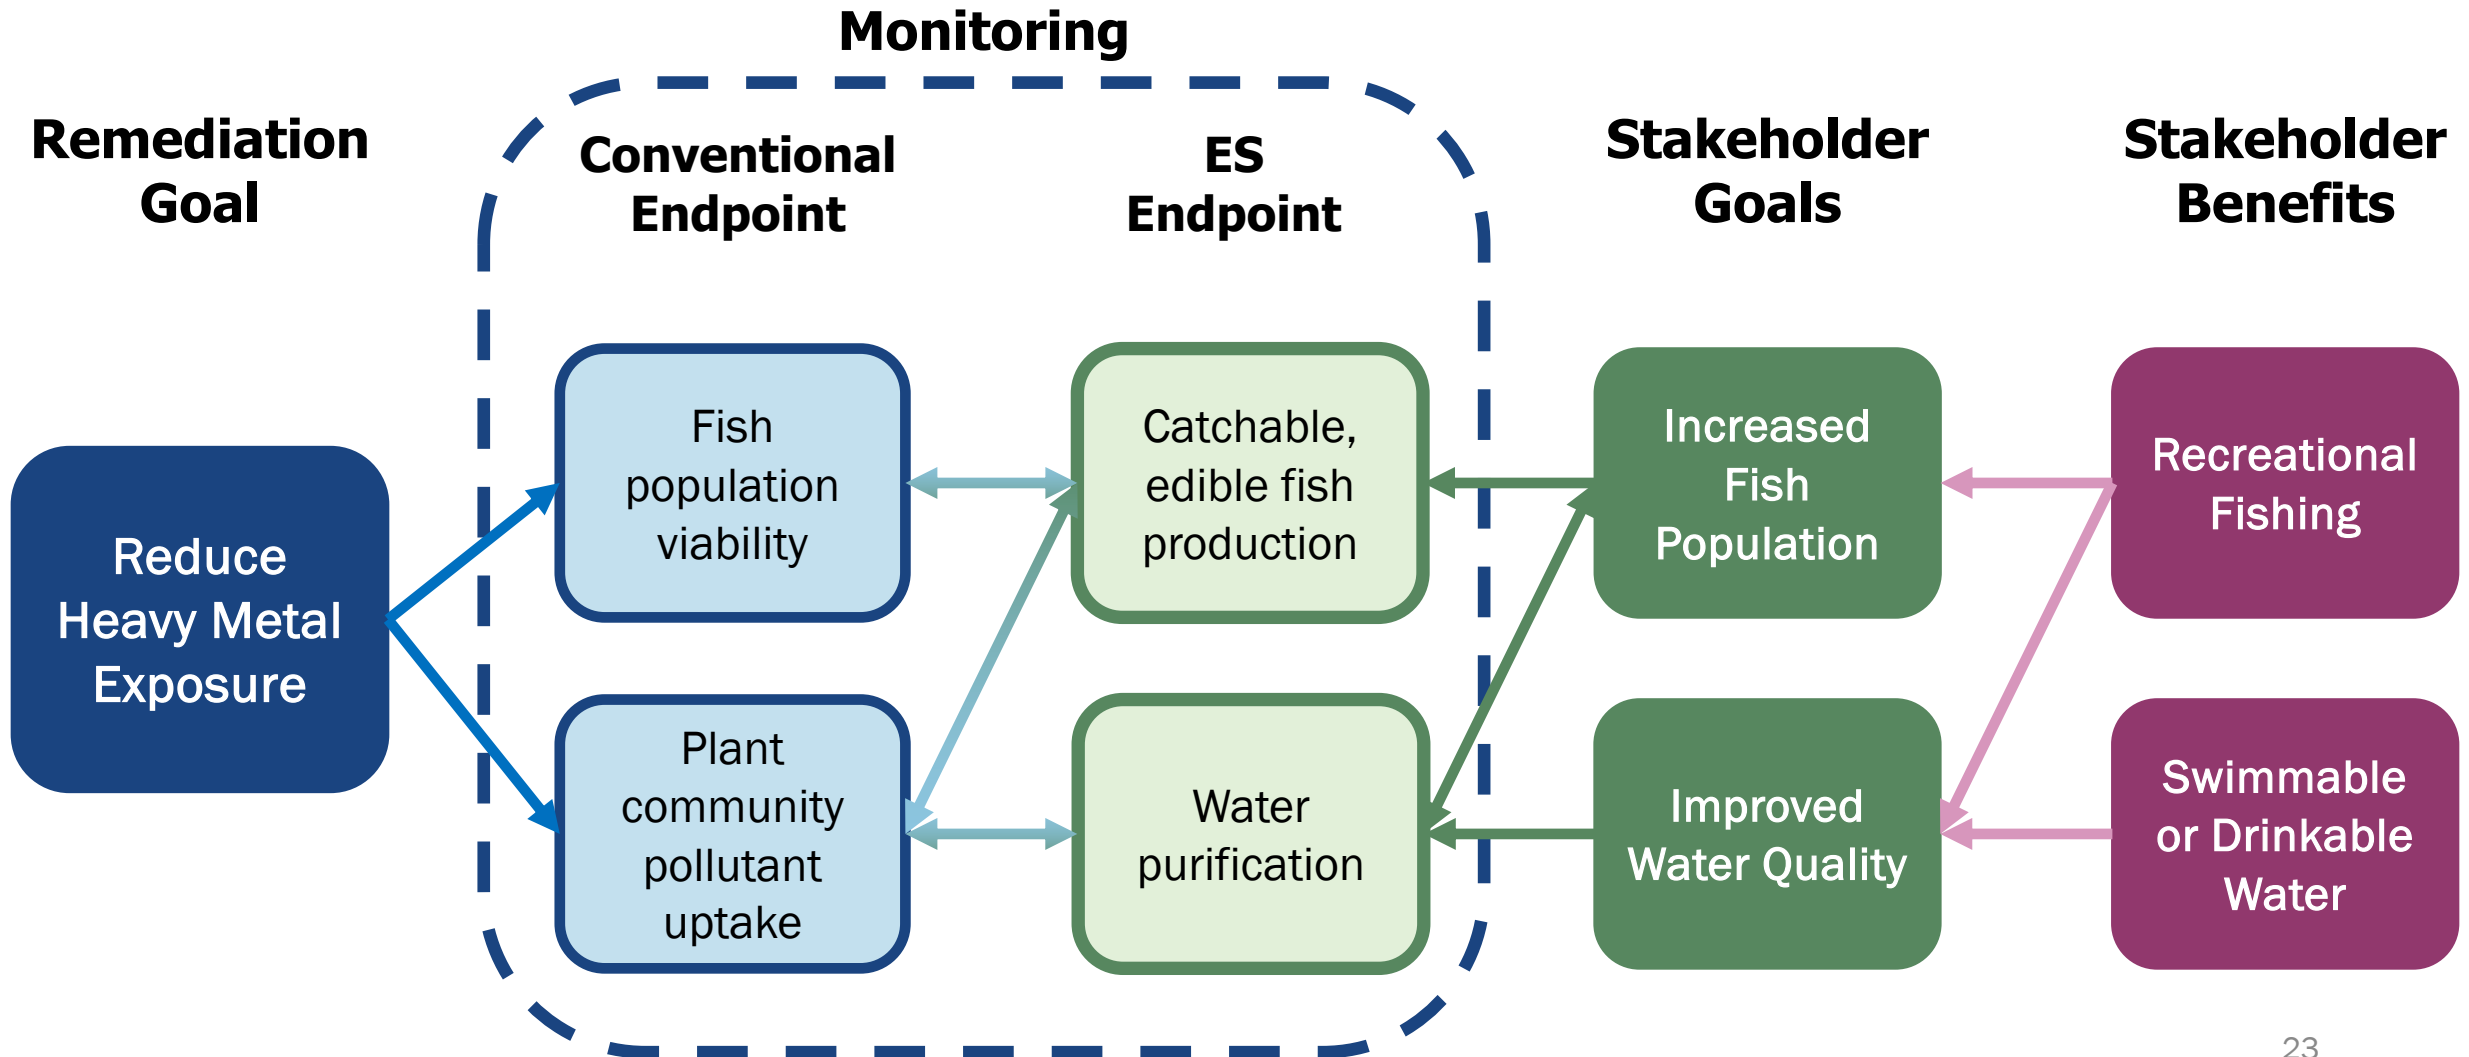 Monitoring
Remediation
Goal
Conventional
Endpoint
ES
Endpoint
Stakeholder
Goals
Stakeholder
Benefits
Reduce
Heavy Metal
Exposure
Fish
population
viability
Catchable,
edible fish
production
Increased
Fish
Population
Recreational
Fishing
Plant
community
pollutant
uptake
Water
purification
Improved
Water Quality
Swimmable
or Drinkable
Water
23